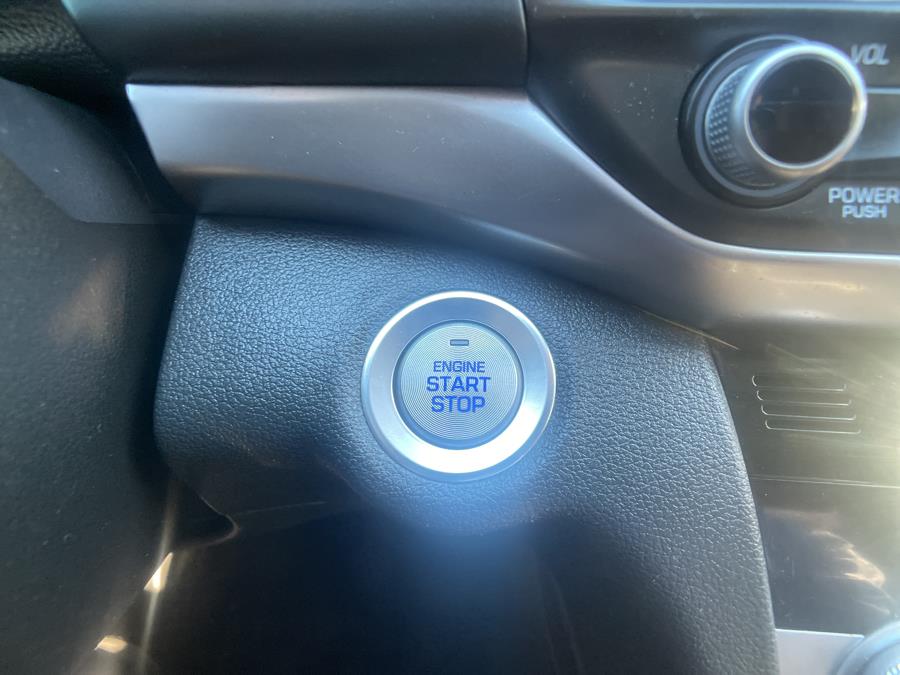 VOL
POWER
PUSH
ENGINE
START
STOP